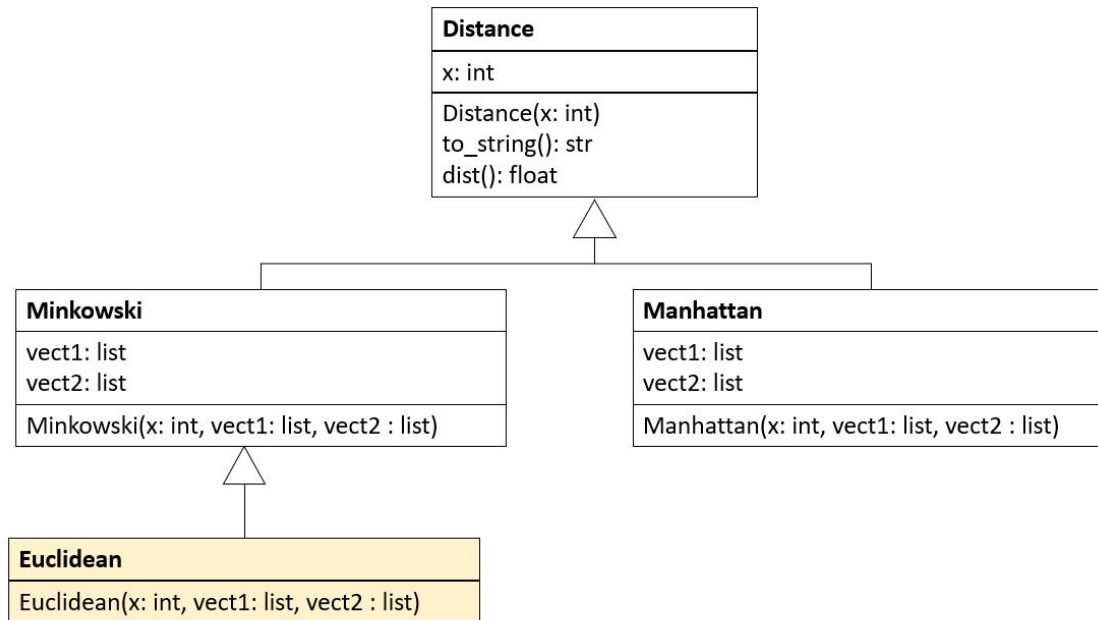 Distance
x: int
Distance(x: int)
to_string(): str
dist(): float
Minkowski
vect1: list
vect2: list
Minkowski(x: int, vect1: list, vect2 : list)
Manhattan
vect1: list
vect2: list
Manhattan(x: int, vect1: list, vect2 : list)
Euclidean
Euclidean(x: int, vect1: list, vect2 : list)